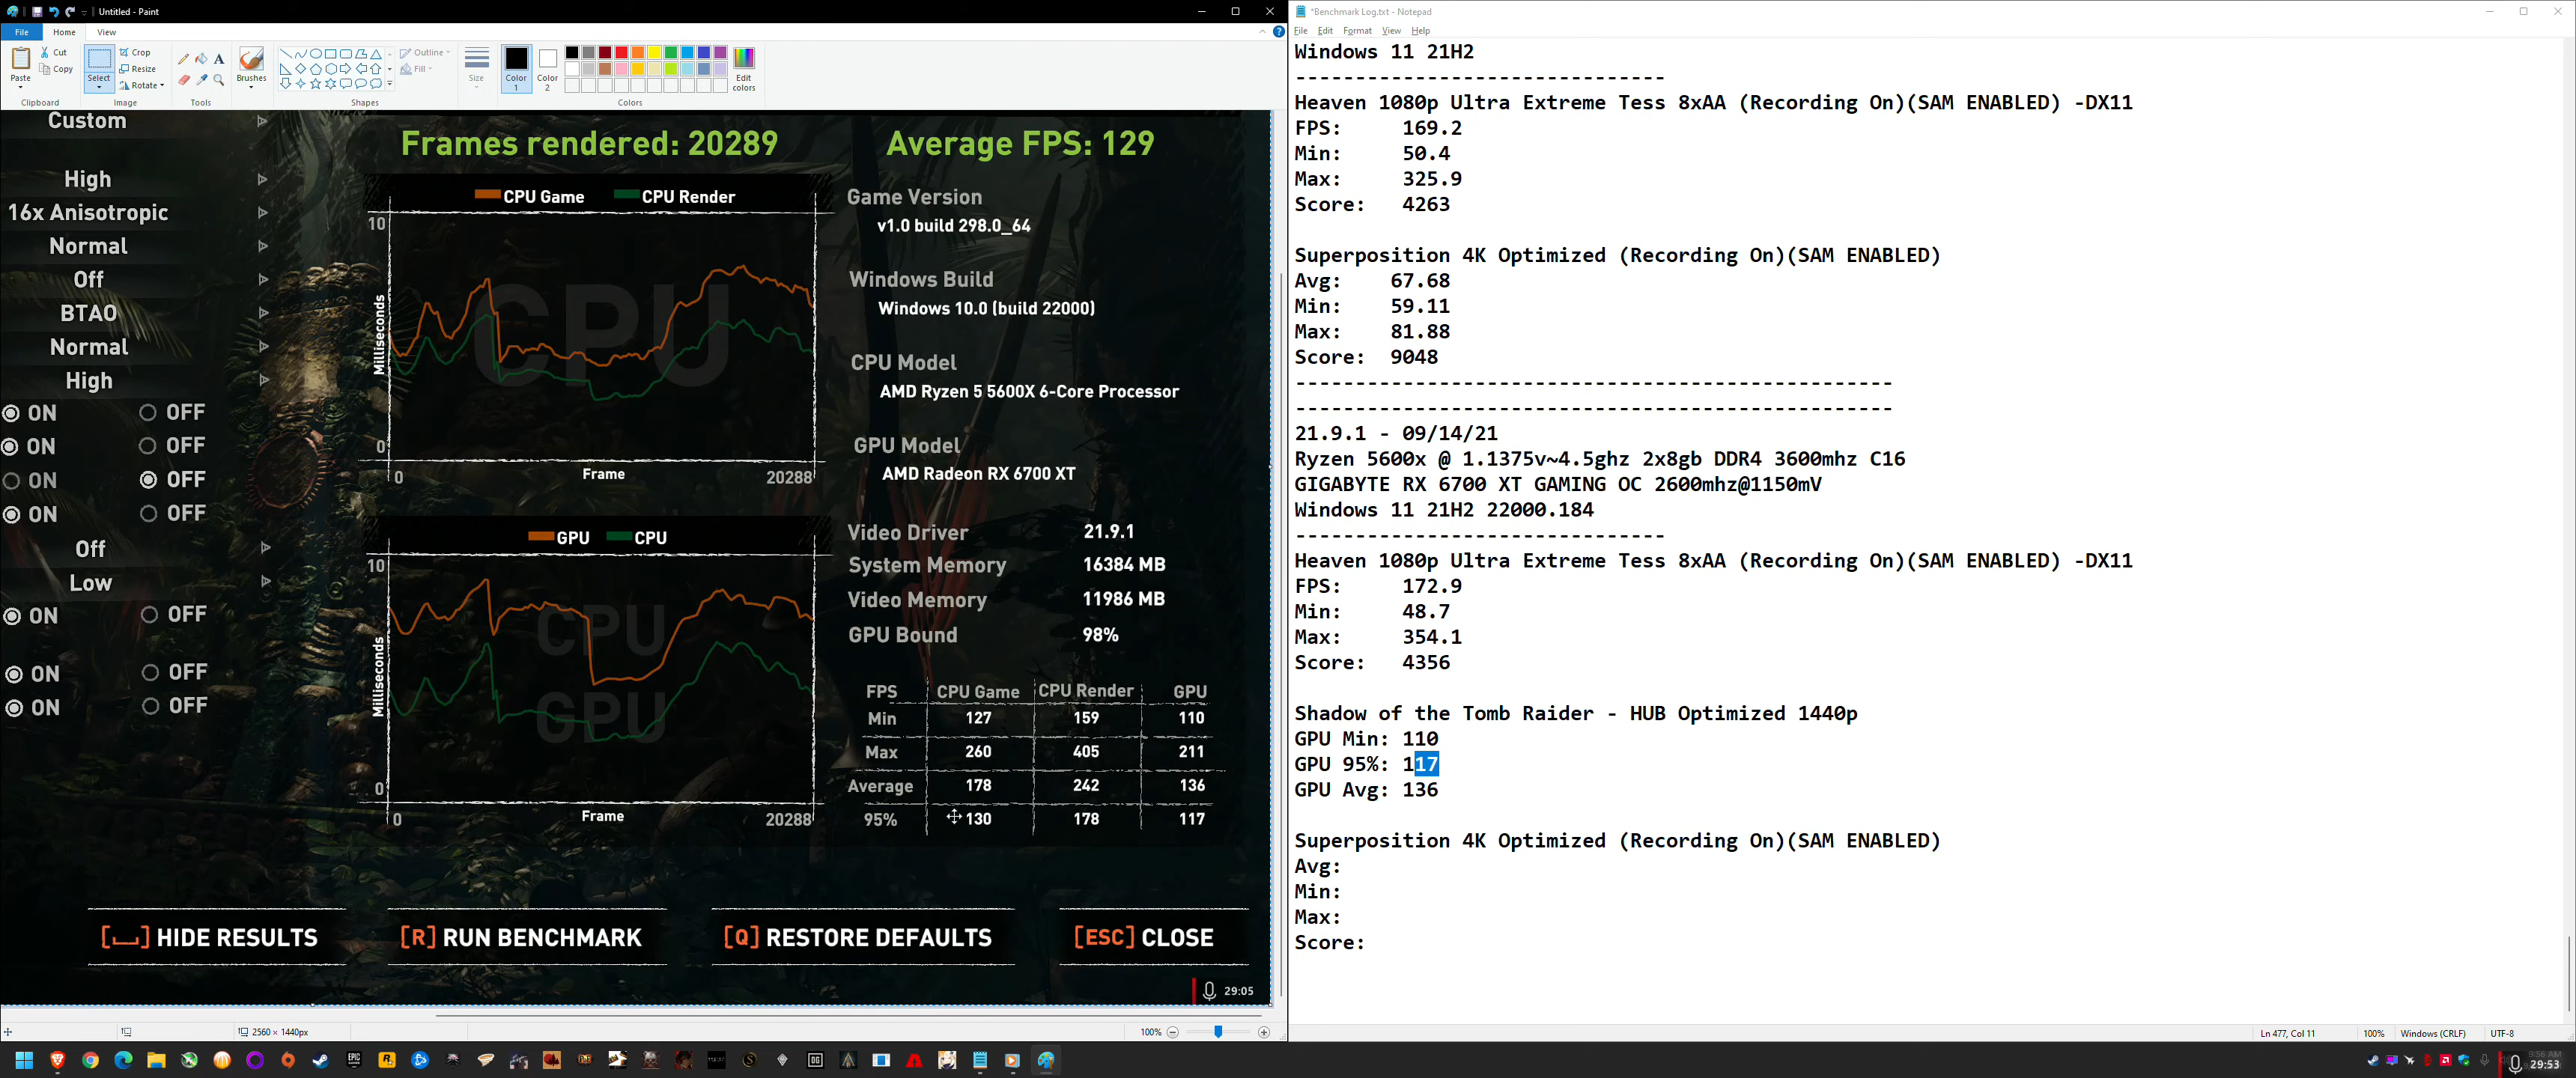 Untitled - Paint
File Home View
Paste
Cut
Copy
Clipboard
Select
Crop
Resize
Rotate
Image
Tools
Brushes
Shapes
Outline
Fill
Size
Color 1
Color 2
Edit colors
Colors
Custom
High
16x Anisotropic
Normal
Off
BTAO
Normal
High
ON OFF
ON OFF
ON OFF
ON OFF
Off
Low
ON OFF
ON OFF
ON OFF
Frames rendered: 20289 Average FPS: 129
CPU Game CPU Render
10
Milliseconds
CPU
0
0 Frame 20288
GPU CPU
10
Milliseconds
CPU
GPU
0
0 Frame 20288
Game Version
v1.0 build 298.0_64
Windows Build
Windows 10.0 (build 22000)
CPU Model
AMD Ryzen 5 5600X 6-Core Processor
GPU Model
AMD Radeon RX 6700 XT
Video Driver 21.9.1
System Memory 16384 MB
Video Memory 11986 MB
GPU Bound 98%
FPS CPU Game CPU Render GPU
Min 127 159 110
Max 260 405 211
Average 178 242 136
95% 130 178 117
[⎵] HIDE RESULTS [R] RUN BENCHMARK [Q] RESTORE DEFAULTS [ESC] CLOSE
29:05
2560 × 1440px
100%
*Benchmark Log.txt - Notepad
File Edit Format View Help
Windows 11 21H2
-------------------------------
Heaven 1080p Ultra Extreme Tess 8xAA (Recording On)(SAM ENABLED) -DX11
FPS: 169.2
Min: 50.4
Max: 325.9
Score: 4263
Superposition 4K Optimized (Recording On)(SAM ENABLED)
Avg: 67.68
Min: 59.11
Max: 81.88
Score: 9048
--------------------------------------------------
--------------------------------------------------
21.9.1 - 09/14/21
Ryzen 5600x @ 1.1375v~4.5ghz 2x8gb DDR4 3600mhz C16
GIGABYTE RX 6700 XT GAMING OC 2600mhz@1150mV
Windows 11 21H2 22000.184
-------------------------------
Heaven 1080p Ultra Extreme Tess 8xAA (Recording On)(SAM ENABLED) -DX11
FPS: 172.9
Min: 48.7
Max: 354.1
Score: 4356
Shadow of the Tomb Raider - HUB Optimized 1440p
GPU Min: 110
GPU 95%: 117
GPU Avg: 136
Superposition 4K Optimized (Recording On)(SAM ENABLED)
Avg:
Min:
Max:
Score:
Ln 477, Col 11 100% Windows (CRLF) UTF-8
29:53